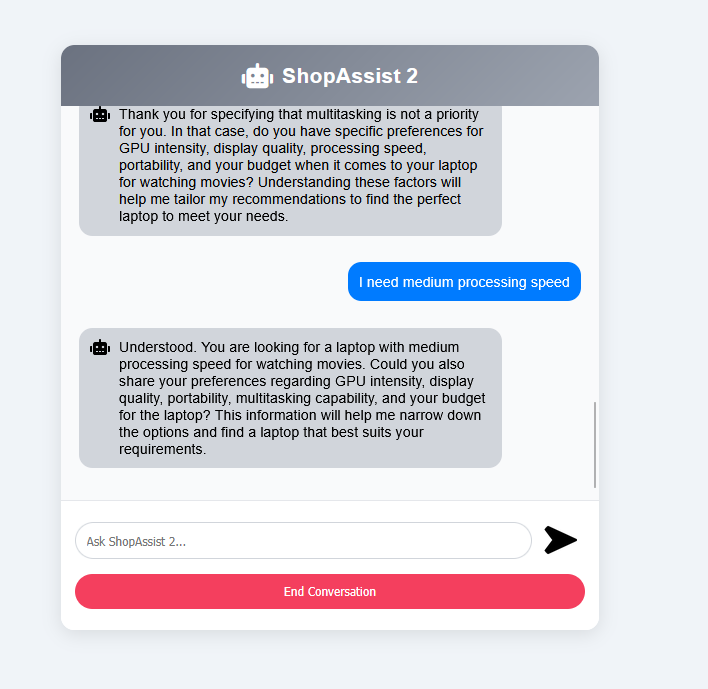 ShopAssist 2
Thank you for specifying that multitasking is not a priority
for you. In that case, do you have specific preferences for
GPU intensity, display quality, processing speed,
portability, and your budget when it comes to your laptop
for watching movies? Understanding these factors will
help me tailor my recommendations to find the perfect
laptop to meet your needs.
I need medium processing speed
Understood. You are looking for a laptop with medium
processing speed for watching movies. Could you also
share your preferences regarding GPU intensity, display
quality, portability, multitasking capability, and your budget
for the laptop? This information will help me narrow down
the options and find a laptop that best suits your
requirements.
Ask ShopAssist 2...
End Conversation